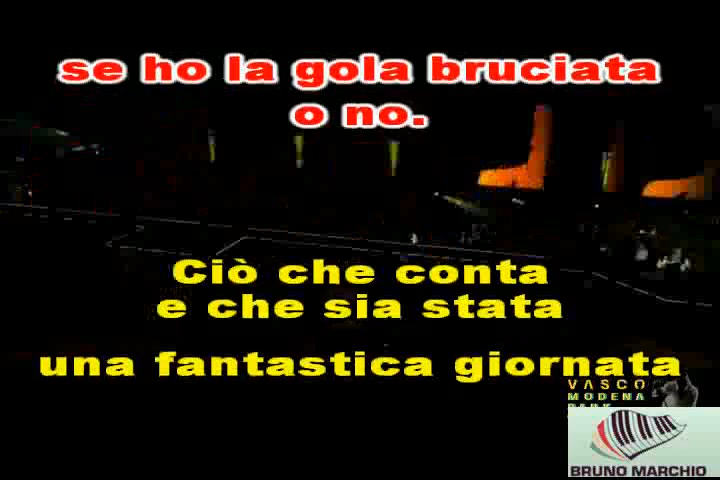 se ho la gola bruciata
o no.
Ciò che conta
e che sia stata
una fantastica giornata
VASCO
MODENA
PARK
BRUNO MARCHIO